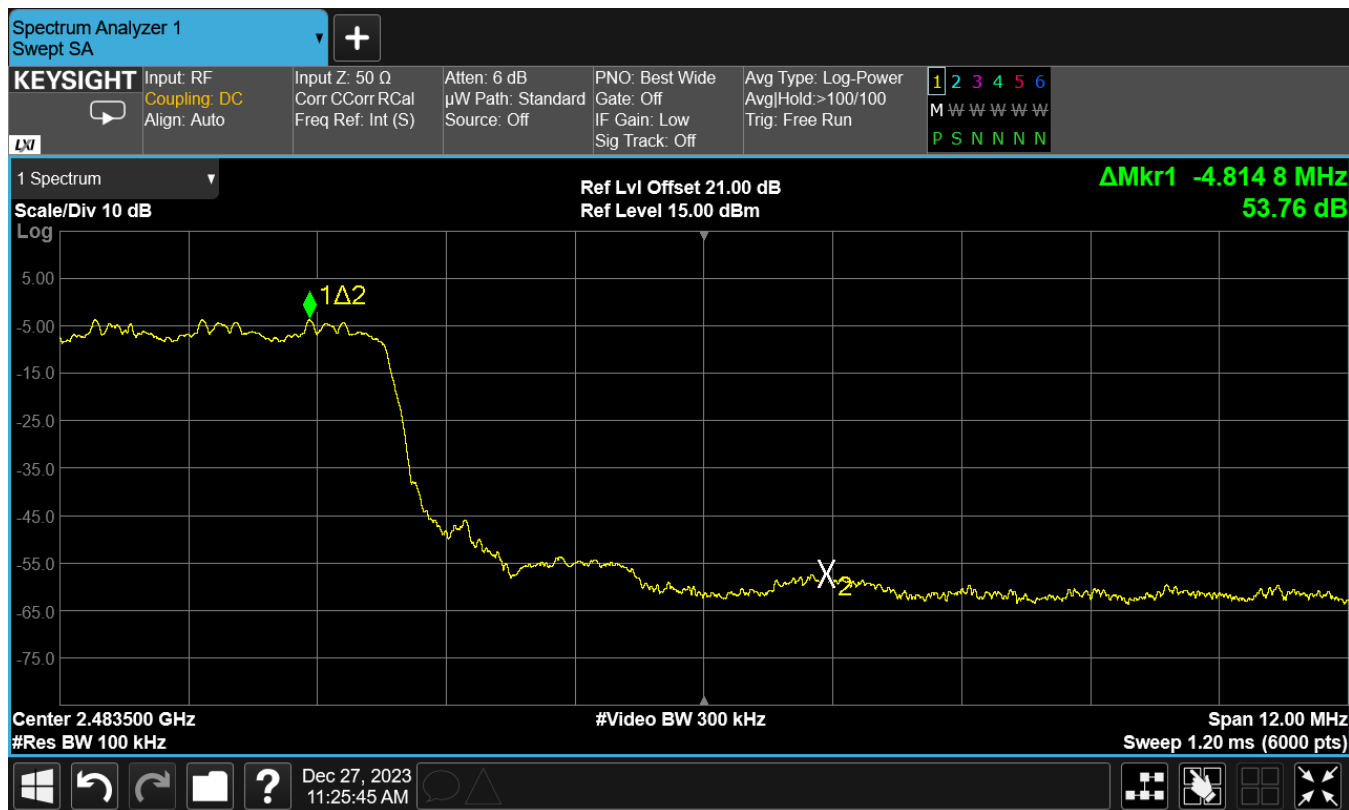 Spectrum Analyzer 1
Swept SA
KEYSIGHT
LXI
Input: RF
Coupling: DC
Align: Auto
Input Z: 50 Ω
Corr CCorr RCal
Freq Ref: Int (S)
Atten: 6 dB
µW Path: Standard
Source: Off
PNO: Best Wide
Gate: Off
IF Gain: Low
Sig Track: Off
Avg Type: Log-Power
Avg|Hold:>100/100
Trig: Free Run
1 2 3 4 5 6
M W W W W W
P S N N N N
1 Spectrum
Scale/Div 10 dB
Log
Ref Lvl Offset 21.00 dB
Ref Level 15.00 dBm
ΔMkr1 -4.814 8 MHz
53.76 dB
1Δ2
5.00
-5.00
-15.0
-25.0
-35.0
-45.0
-55.0
X
2
-65.0
-75.0
Center 2.483500 GHz
#Res BW 100 kHz
#Video BW 300 kHz
Span 12.00 MHz
Sweep 1.20 ms (6000 pts)
?
Dec 27, 2023
11:25:45 AM